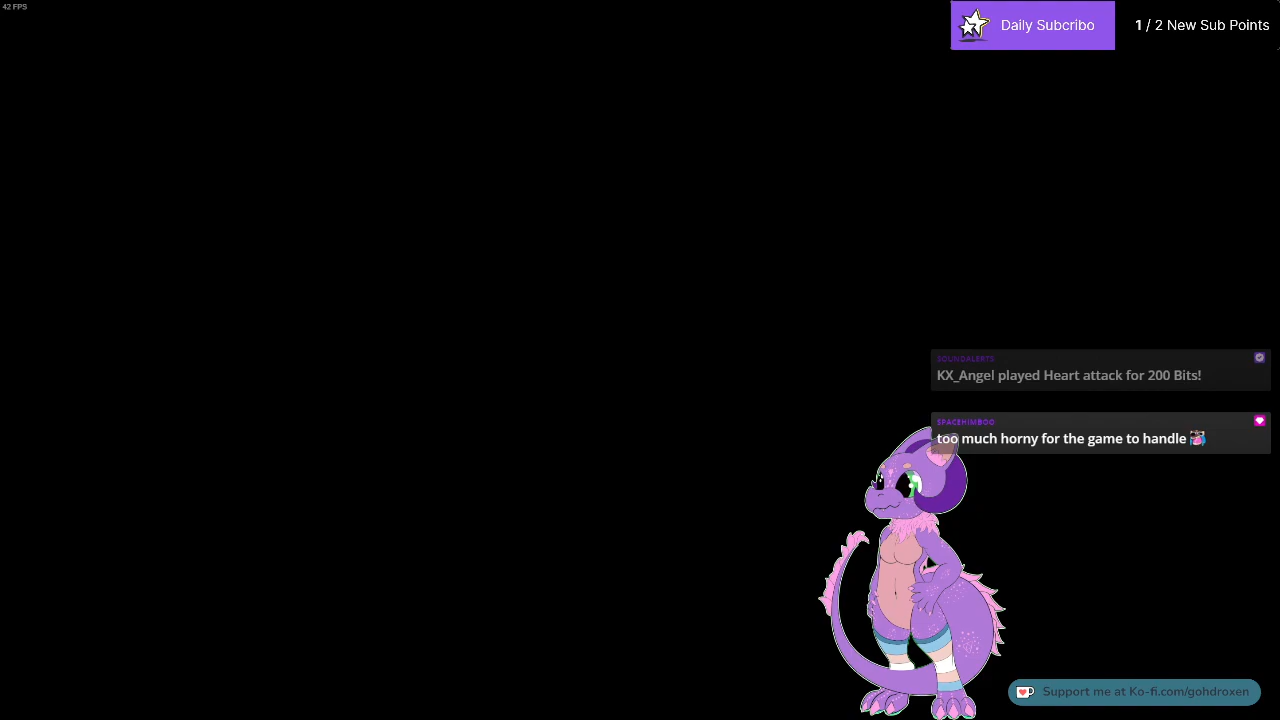 42 FPS
Daily Subcribo
1 / 2 New Sub Points
SOUNDALERTS
KX_Angel played Heart attack for 200 Bits!
SPACEHIMBOO
too much horny for the game to handle
Support me at Ko-fi.com/gohdroxen